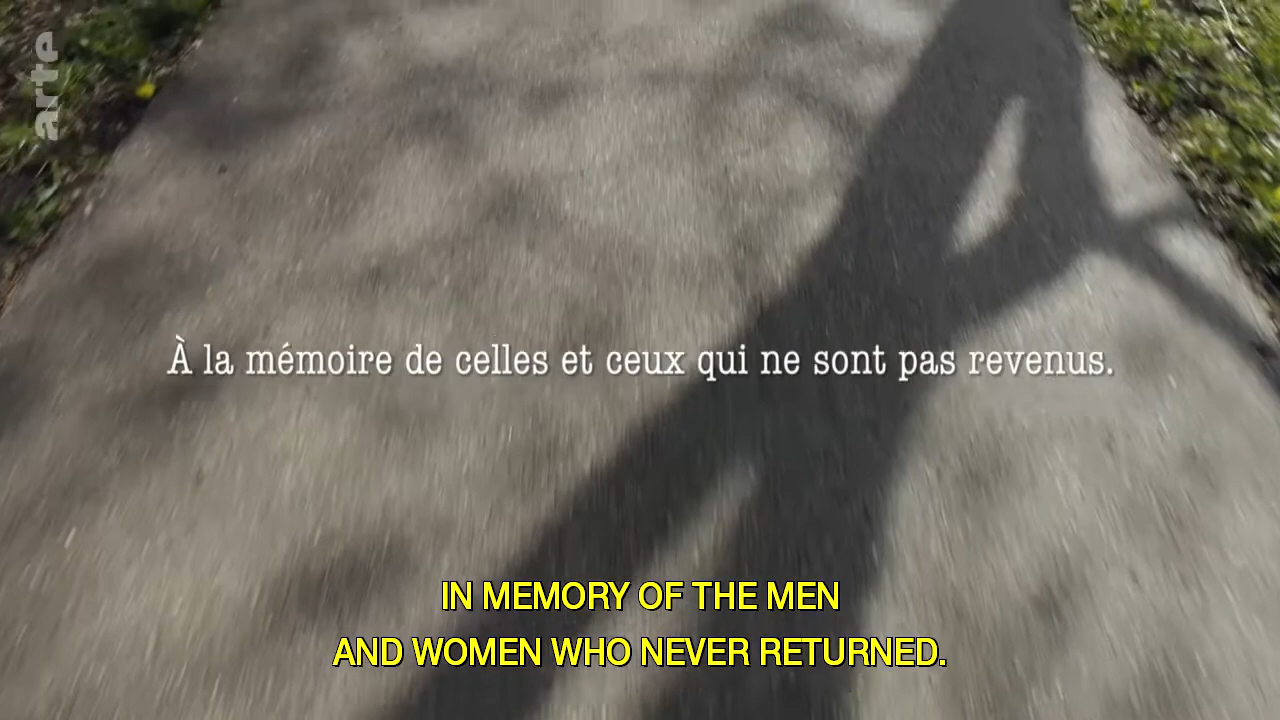 arte
À la mémoire de celles et ceux qui ne sont pas revenus.
IN MEMORY OF THE MEN
AND WOMEN WHO NEVER RETURNED.